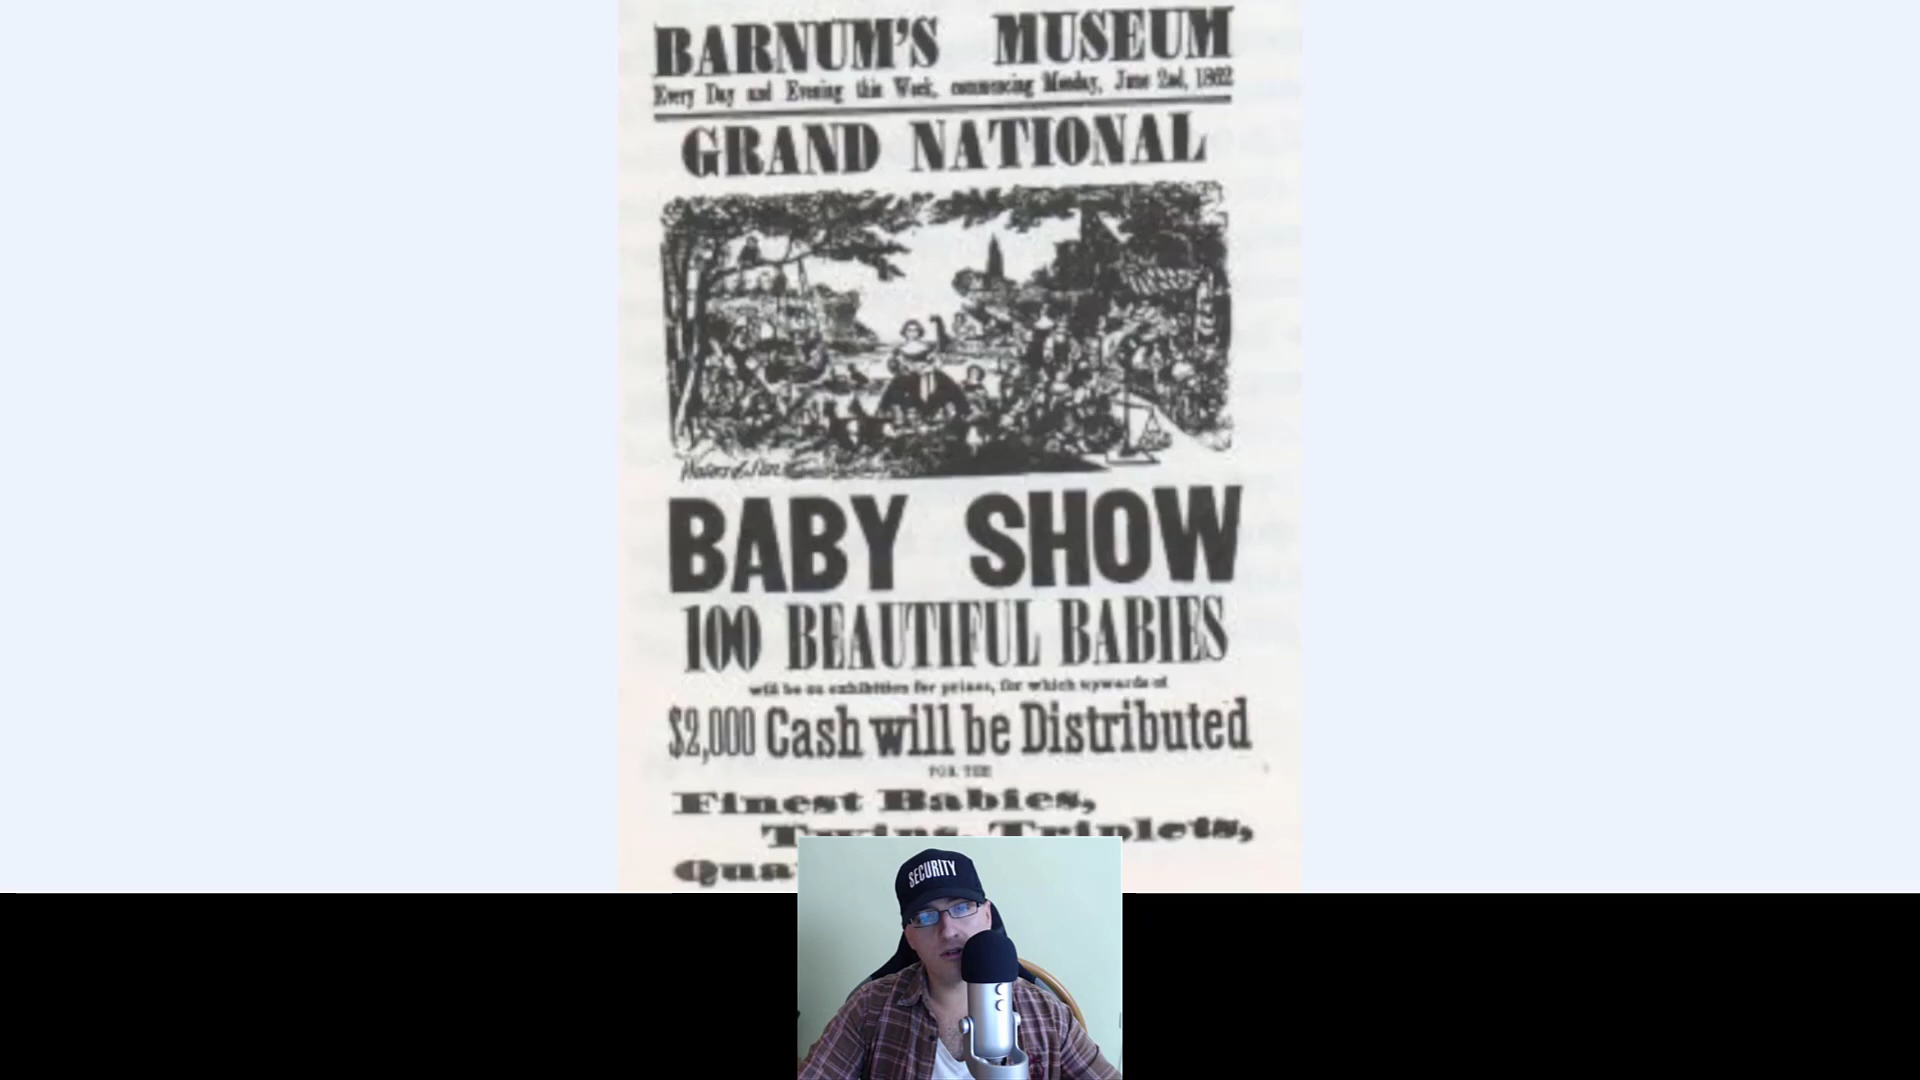 BARNUM'S MUSEUM
Every Day and Evening this Week, commencing Monday, June 2nd, 1862
GRAND NATIONAL
BABY SHOW
100 BEAUTIFUL BABIES
will be on exhibition for prizes, for which upwards of
$2,000 Cash will be Distributed
FOR THE
Finest Babies,
Twins, Triplets,
SECURITY